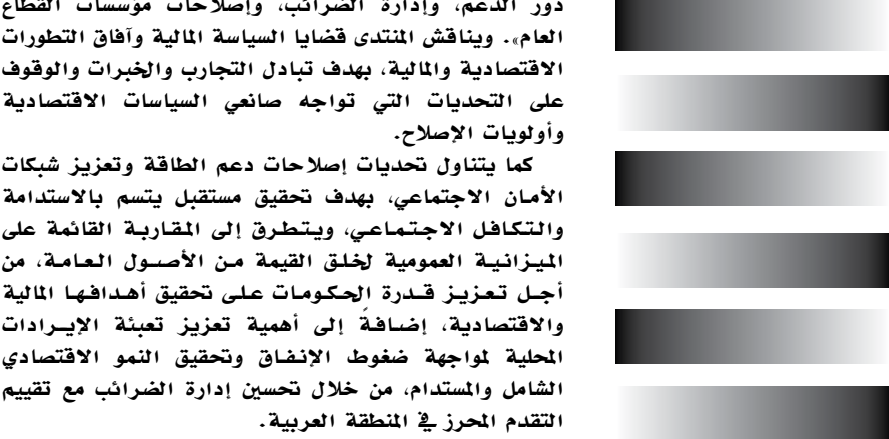 دور الدعم، وإدارة الضرائب، وإصلاحات مؤسسات القطاع
العام». ويناقش المنتدى قضايا السياسة المالية وآفاق التطورات
الاقتصادية والمالية، بهدف تبادل التجارب والخبرات والوقوف
على التحديات التي تواجه صانعي السياسات الاقتصادية
وأولويات الإصلاح.
كما يتناول تحديات إصلاحات دعم الطاقة وتعزيز شبكات
الأمان الاجتماعي، بهدف تحقيق مستقبل يتسم بالاستدامة
والتكافل الاجتماعي، ويتطرق إلى المقاربة القائمة على
الميزانية العمومية لخلق القيمة من الأصول العامة، من
أجل تعزيز قدرة الحكومات على تحقيق أهدافها المالية
والاقتصادية، إضافةً إلى أهمية تعزيز تعبئة الإيرادات
المحلية لمواجهة ضغوط الإنفاق وتحقيق النمو الاقتصادي
الشامل والمستدام، من خلال تحسين إدارة الضرائب مع تقييم
التقدم المحرز في المنطقة العربية.